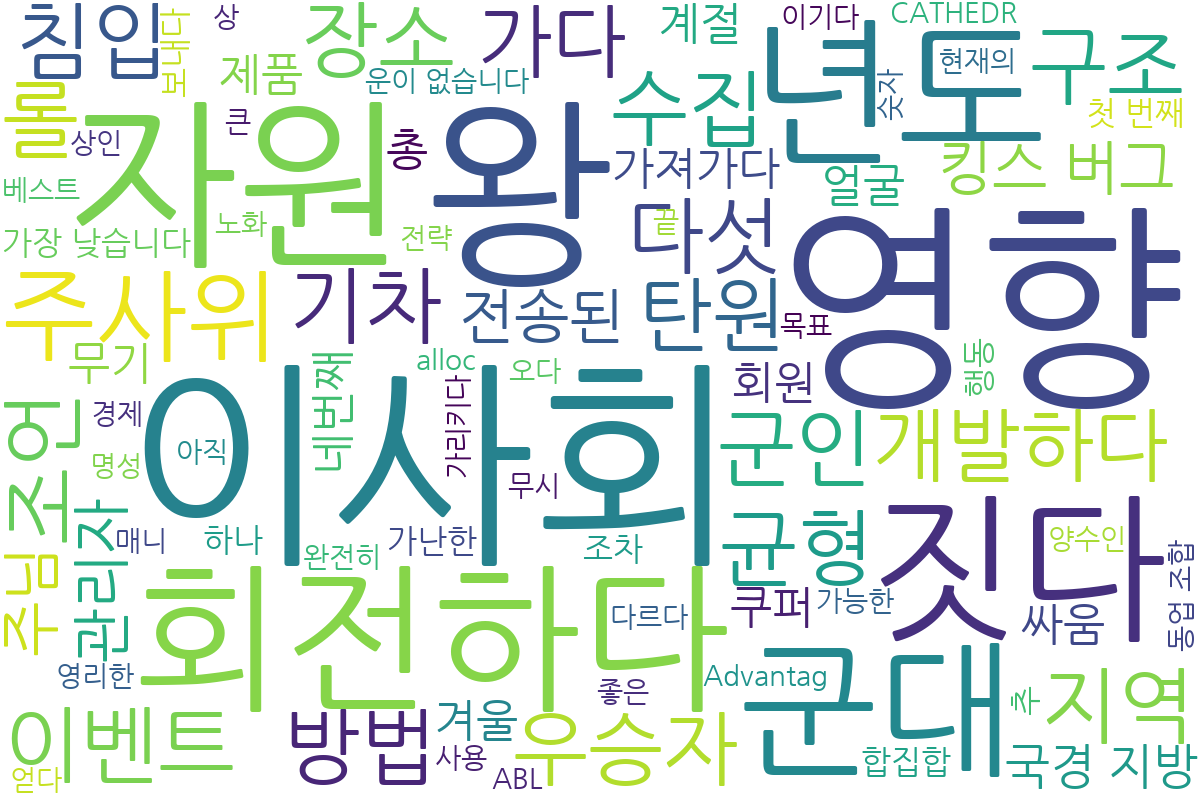 침입
보내다
상
장소
가다
계절
이기다
CATHEDR
년도
현재의
구조
제품
운이 없습니다
수집
숫자
첫 번째
론
상인
큰
자원
총
왕
가져가다
얼굴
킹스 버그
베스트
가장 낮습니다
노화
전략
다섯
끝
영향
주사위
기차
전송된
탄원
목표
무기
네번째
alloc
오다
회원
행동
조언
경제
이사회
아직
가리키다
군인
개발하다
명성
무시
주님
관리자
매니
하나
완전히
가난한
조차
균형
짓다
양수인
동업 조합
회전하다
다르다
쿠퍼
가능한
싸움
영리한
좋은
Advantag
군대
추
지역
이벤트
얻다
방법
겨울
사용
ABL
우승자
합집합
국경 지방